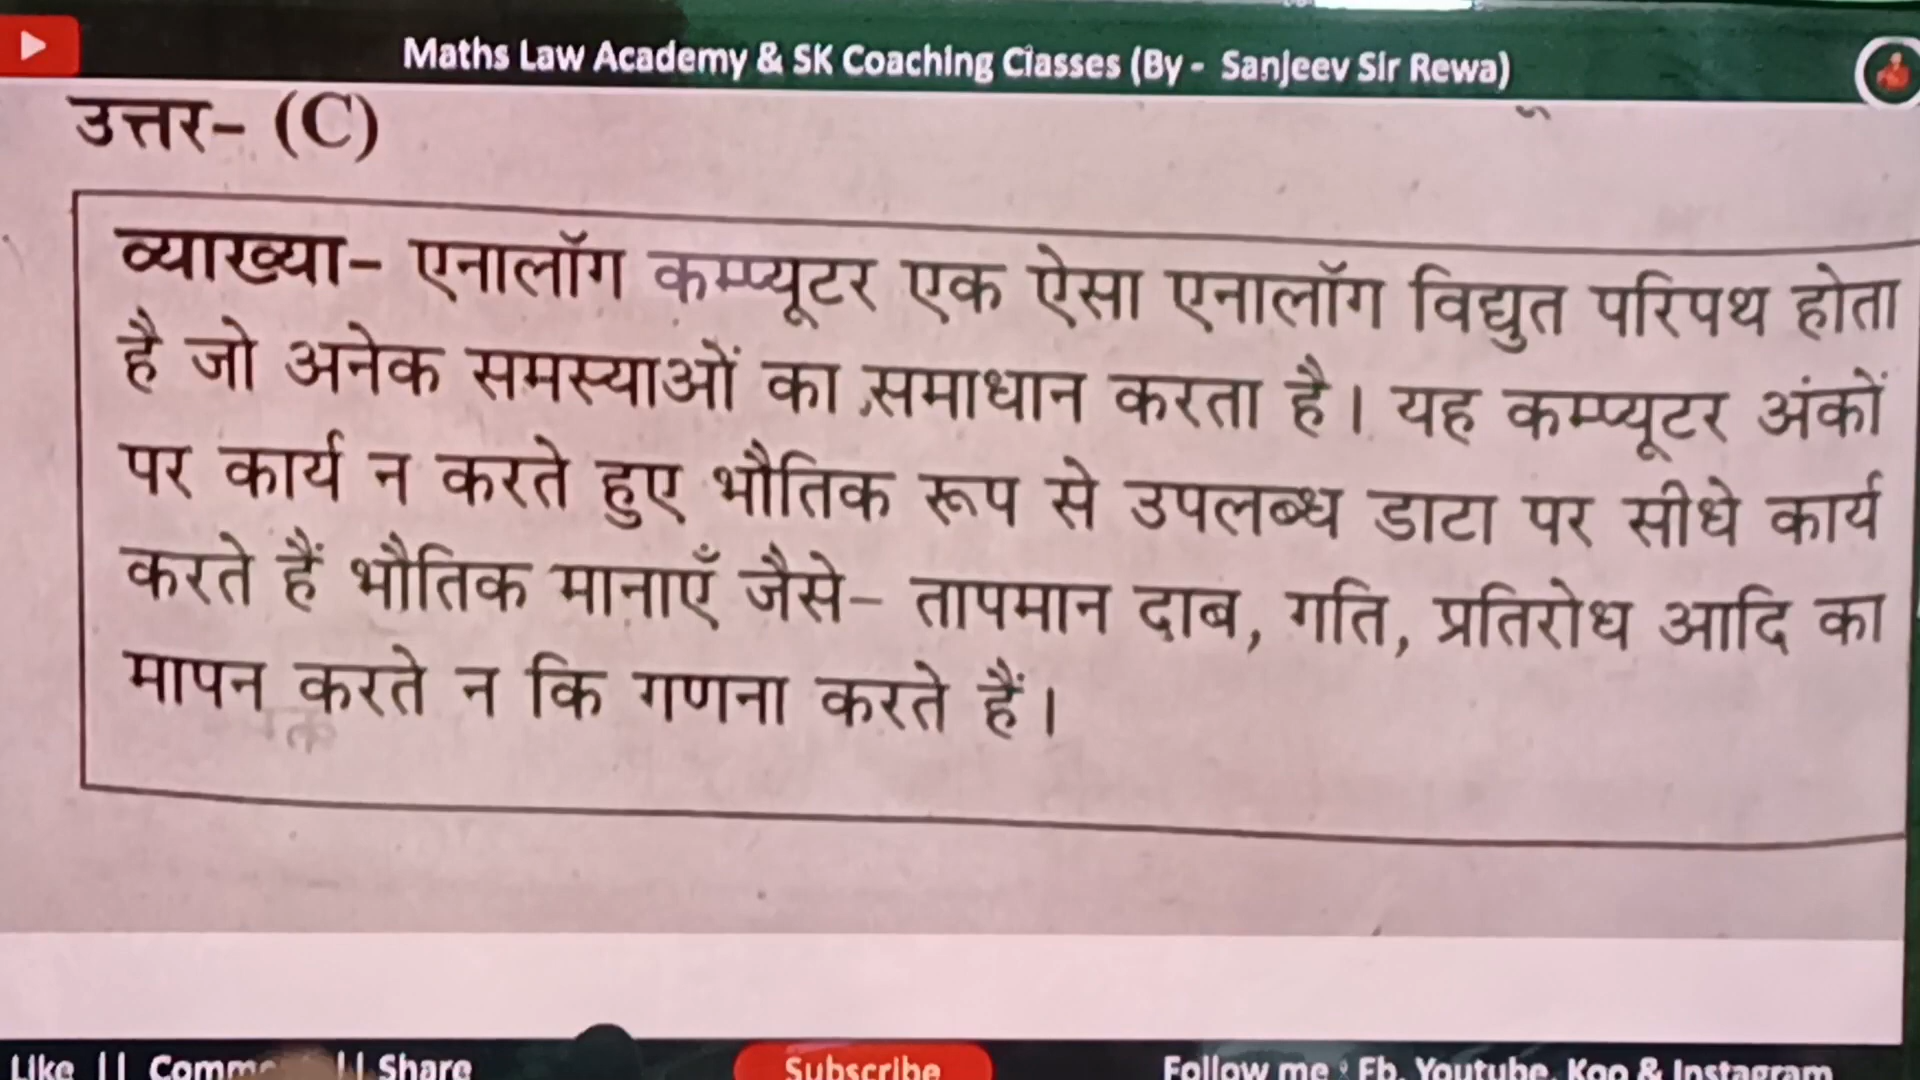 Maths Law Academy & SK Coaching Classes (By - Sanjeev Sir Rewa)
उत्तर- (C)
व्याख्या- एनालॉग कम्प्यूटर एक ऐसा एनालॉग विद्युत परिपथ होता
है जो अनेक समस्याओं का समाधान करता है। यह कम्प्यूटर अंकों
पर कार्य न करते हुए भौतिक रूप से उपलब्ध डाटा पर सीधे कार्य
करते हैं भौतिक मानाएँ जैसे- तापमान दाब, गति, प्रतिरोध आदि का
मापन करते न कि गणना करते हैं।
Like || || Share Subscribe Follow me : Fb, Youtube, Koo & Instagram